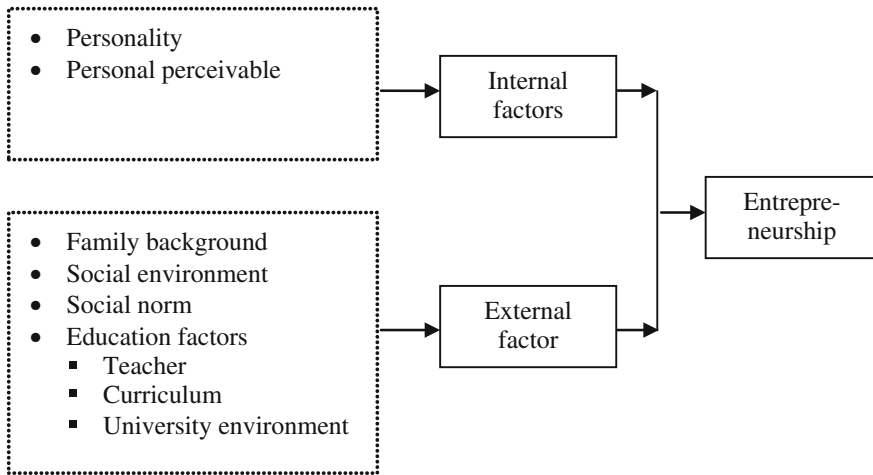 • Personality
• Personal perceivable
Internal
factors
• Family background
• Social environment
• Social norm
• Education factors
▪ Teacher
▪ Curriculum
▪ University environment
External
factor
Entrepre-
neurship